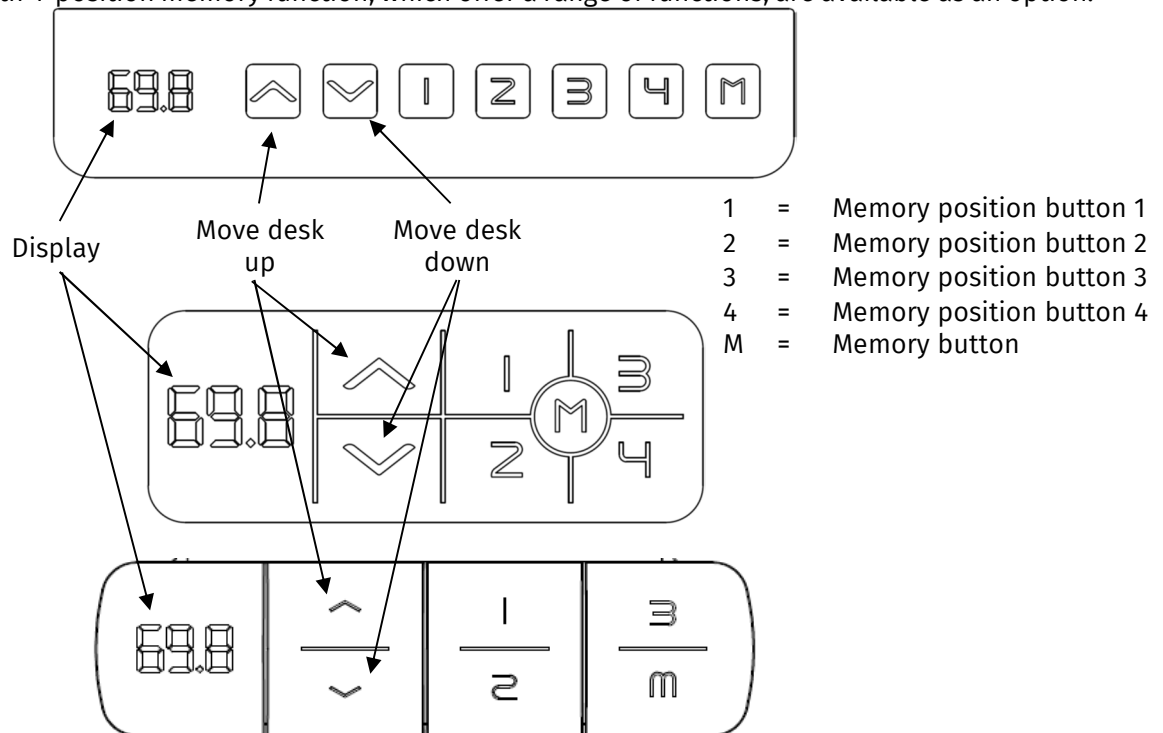 4-position memory function, which offer a range of functions, are available as an option.
69.8 1 2 3 4 M
Display
Move desk
up
Move desk
down
1 = Memory position button 1
2 = Memory position button 2
3 = Memory position button 3
4 = Memory position button 4
M = Memory button
69.8 1 3
M
2 4
69.8 1 3
2 M